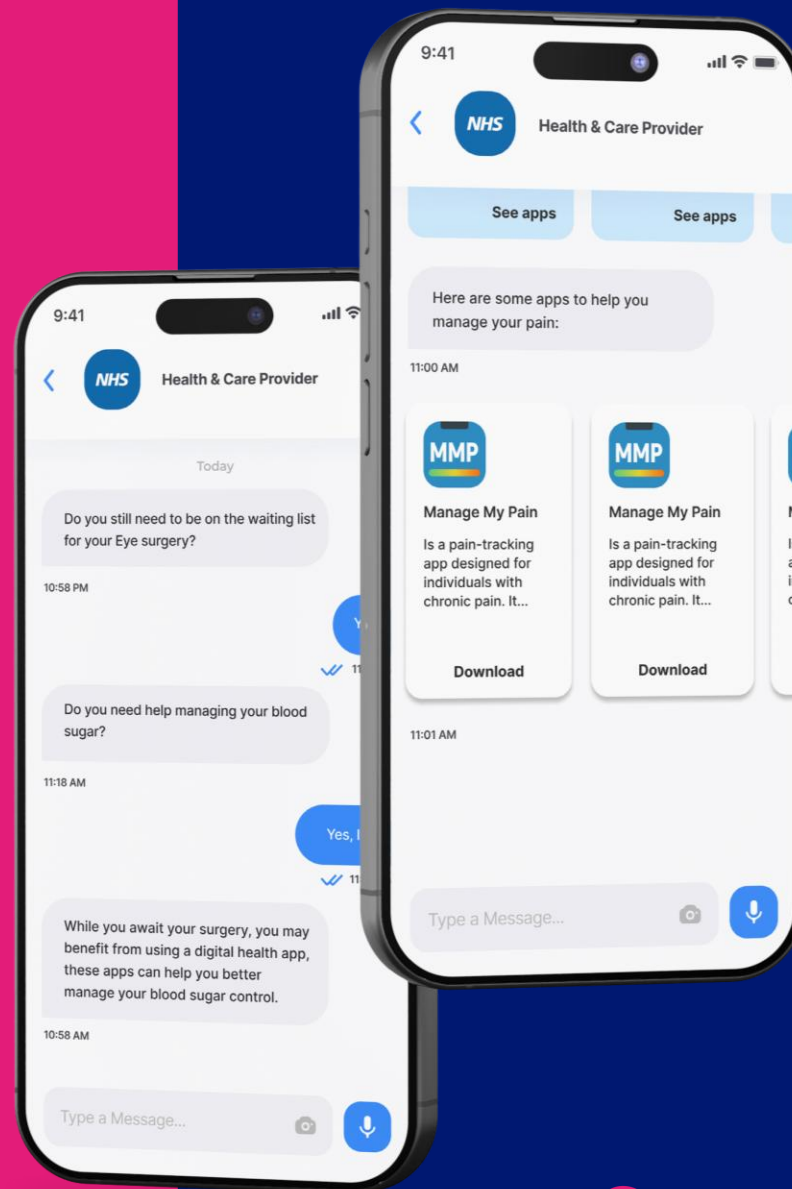 9:41
NHS
Health & Care Provider
Today
Do you still need to be on the waiting list
for your Eye surgery?
10:58 PM
11
Do you need help managing your blood
sugar?
11:18 AM
Yes,
11
While you await your surgery, you may
benefit from using a digital health app,
these apps can help you better
manage your blood sugar control.
10:58 AM
Type a Message...
9:41
NHS
Health & Care Provider
See apps
See apps
Here are some apps to help you
manage your pain:
11:00 AM
MMP
Manage My Pain
Is a pain-tracking
app designed for
individuals with
chronic pain. It...
Download
MMP
Manage My Pain
Is a pain-tracking
app designed for
individuals with
chronic pain. It...
Download
11:01 AM
Type a Message...